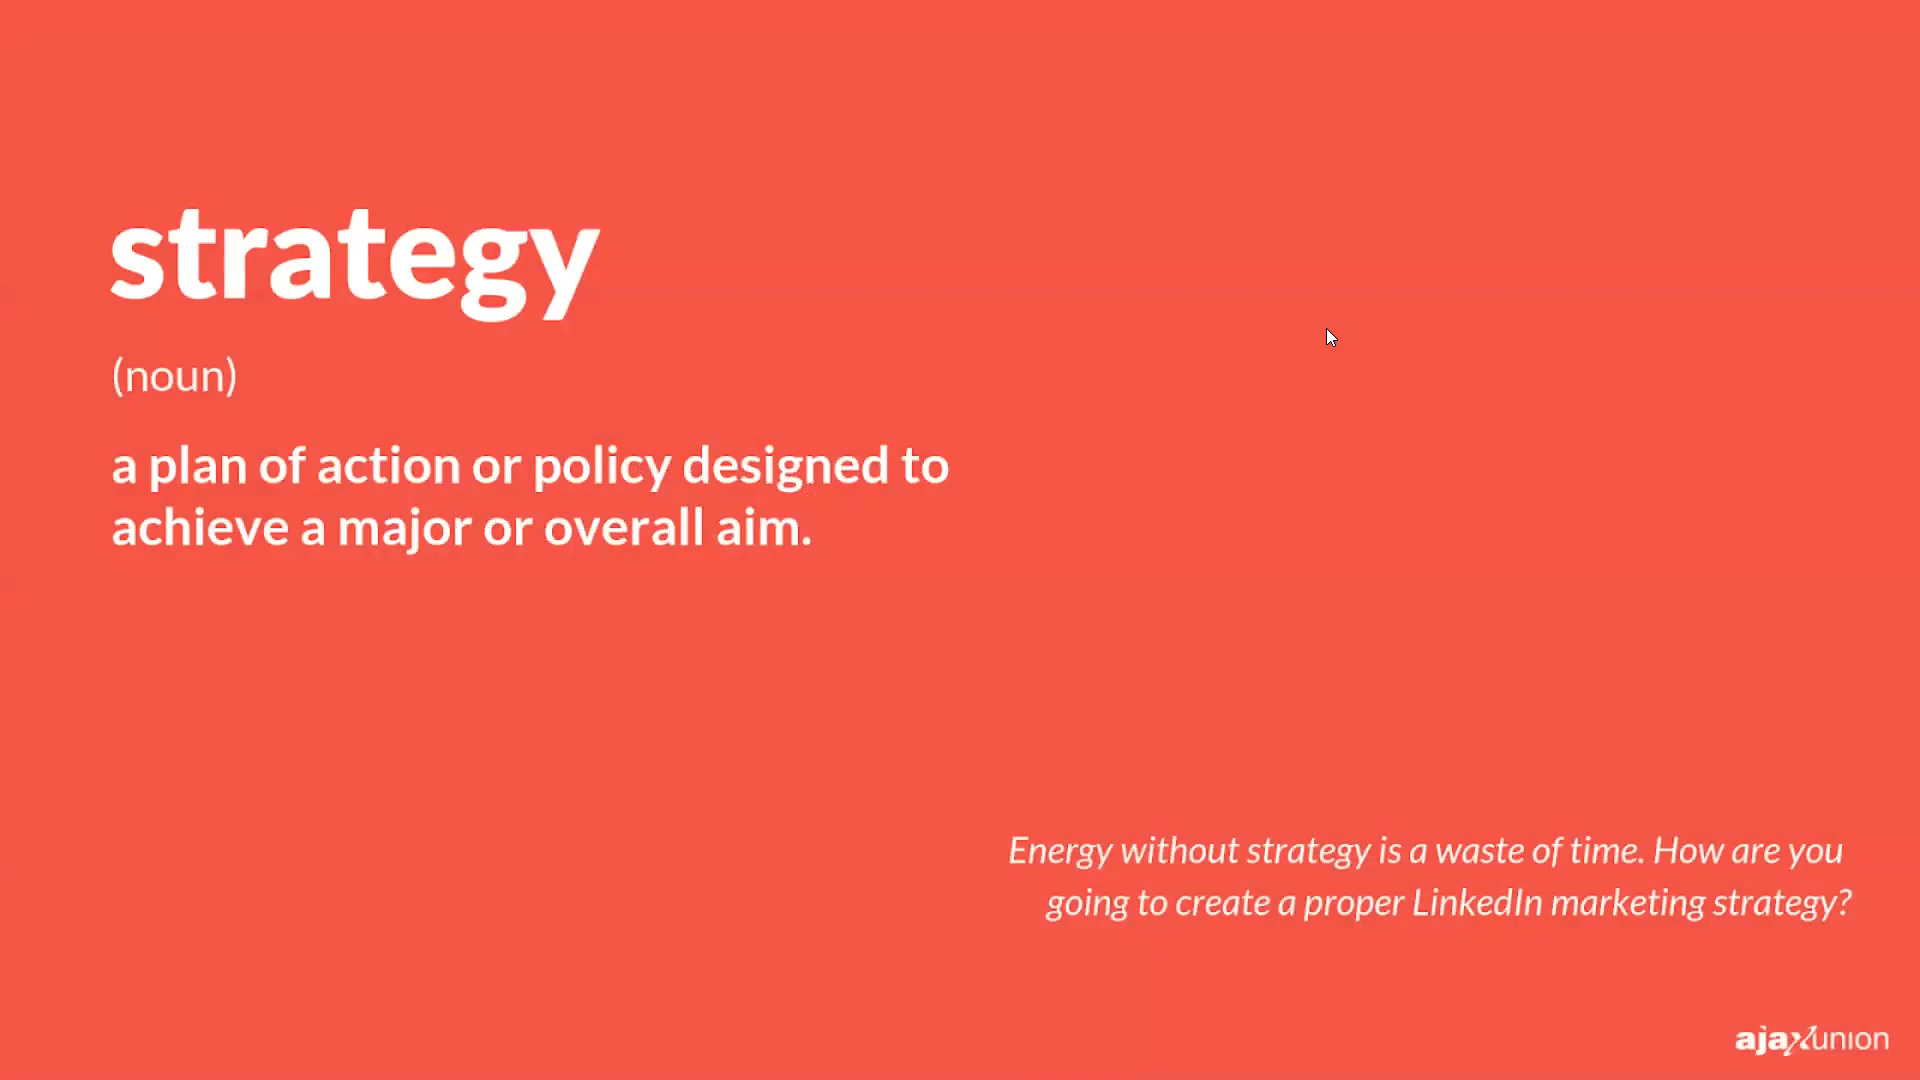 strategy
(noun)
a plan of action or policy designed to
achieve a major or overall aim.
Energy without strategy is a waste of time. How are you
going to create a proper LinkedIn marketing strategy?
ajaxunion